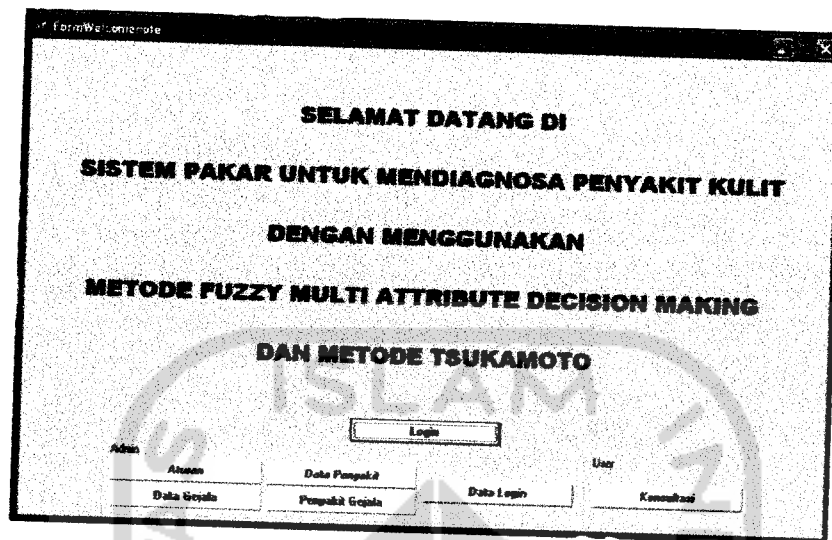 FormWelcomenote
SELAMAT DATANG DI
SISTEM PAKAR UNTUK MENDIAGNOSA PENYAKIT KULIT
DENGAN MENGGUNAKAN
METODE FUZZY MULTI ATTRIBUTE DECISION MAKING
DAN METODE TSUKAMOTO
ISLAM
Login
Admin
User
Aturan
Data Penyakit
Data Gejala
Penyakit Gejala
Data Login
Konsultasi